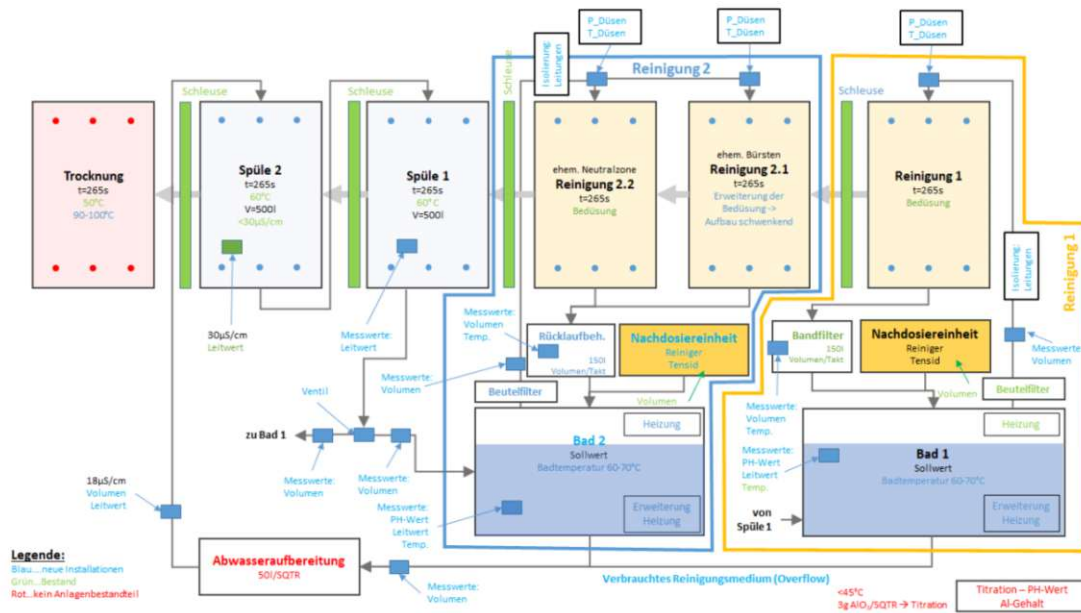 P_Düsen
T_Düsen
P_Düsen
T_Düsen
P_Düsen
T_Düsen
Isolierung:
Leitungen
Reinigung 2
Schleuse
Schleuse
Schleuse
Schleuse
Trocknung
t=265s
50°C
90-100°C
Spüle 2
t=265s
60°C
V=500l
<30µS/cm
Spüle 1
t=265s
60°C
V=500l
ehem. Neutralzone
Reinigung 2.2
t=265s
Bedüsung
ehem. Bürsten
Reinigung 2.1
t=265s
Erweiterung der
Bedüsung ->
Aufbau schwenkend
Reinigung 1
t=265s
Bedüsung
Isolierung:
Leitungen
Reinigung 1
30µS/cm
Leitwert
Messwerte:
Leitwert
Messwerte:
Volumen
Temp.
Rücklaufbeh.
150l
Volumen/Takt
Nachdosiereinheit
Reiniger
Tensid
Bandfilter
150l
Volumen/Takt
Nachdosiereinheit
Reiniger
Tensid
Messwerte:
Volumen
Messwerte:
Volumen
Beutelfilter
Volumen
Messwerte:
Volumen
Temp.
Volumen
Beutelfilter
Ventil
zu Bad 1
Messwerte:
Volumen
Messwerte:
Volumen
Heizung
Bad 2
Sollwert
Badtemperatur 60-70°C
Erweiterung
Heizung
Messwerte:
PH-Wert
Leitwert
Temp.
Heizung
Bad 1
Sollwert
Badtemperatur 60-70°C
Erweiterung
Heizung
Messwerte:
PH-Wert
Leitwert
Temp.
von
Spüle 1
18µS/cm
Volumen
Leitwert
Legende:
Blau....neue Installationen
Grün...Bestand
Rot...kein Anlagenbestandteil
Abwasseraufbereitung
50l/SQTR
Messwerte:
Volumen
Verbrauchtes Reinigungsmedium (Overflow)
<45°C
3g AlO₂/SQTR → Titration
Titration – PH-Wert
Al-Gehalt